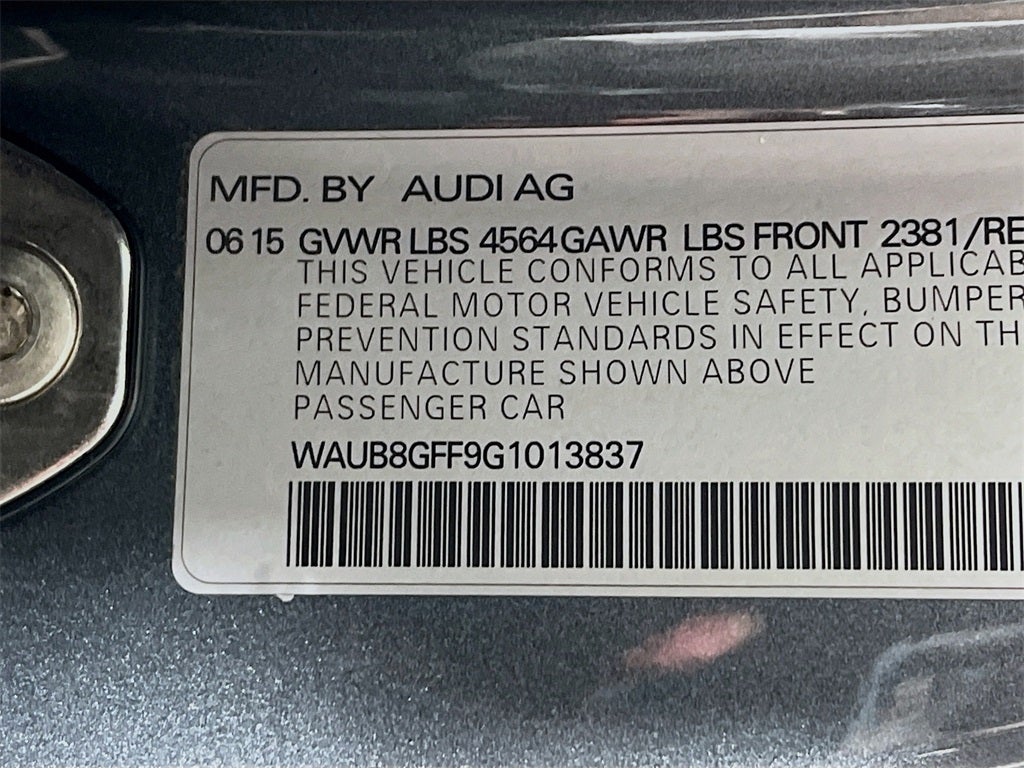 MFD. BY AUDI AG
06 15 GVWR LBS 4564 GAWR LBS FRONT 2381/RE
THIS VEHICLE CONFORMS TO ALL APPLICAB
FEDERAL MOTOR VEHICLE SAFETY, BUMPER
PREVENTION STANDARDS IN EFFECT ON TH
MANUFACTURE SHOWN ABOVE
PASSENGER CAR
WAUB8GFF9G1013837